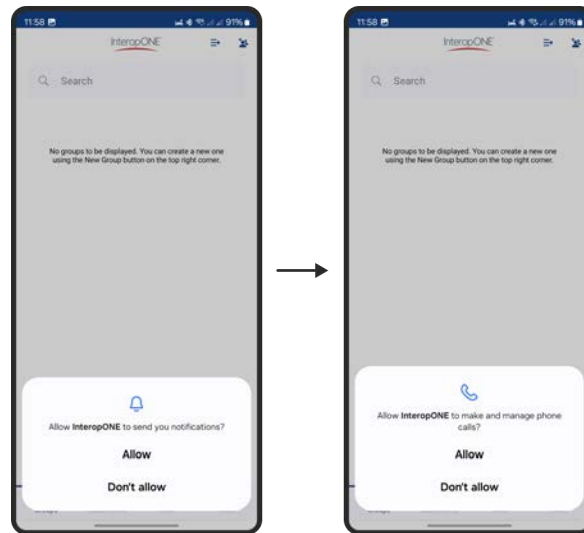 11:58 91%
InteropONE
Search
No groups to be displayed. You can create a new one
using the New Group button on the top right corner.
Allow InteropONE to send you notifications?
Allow
Don't allow
Groups
11:58 91%
InteropONE
Search
No groups to be displayed. You can create a new one
using the New Group button on the top right corner.
Allow InteropONE to make and manage phone
calls?
Allow
Don't allow